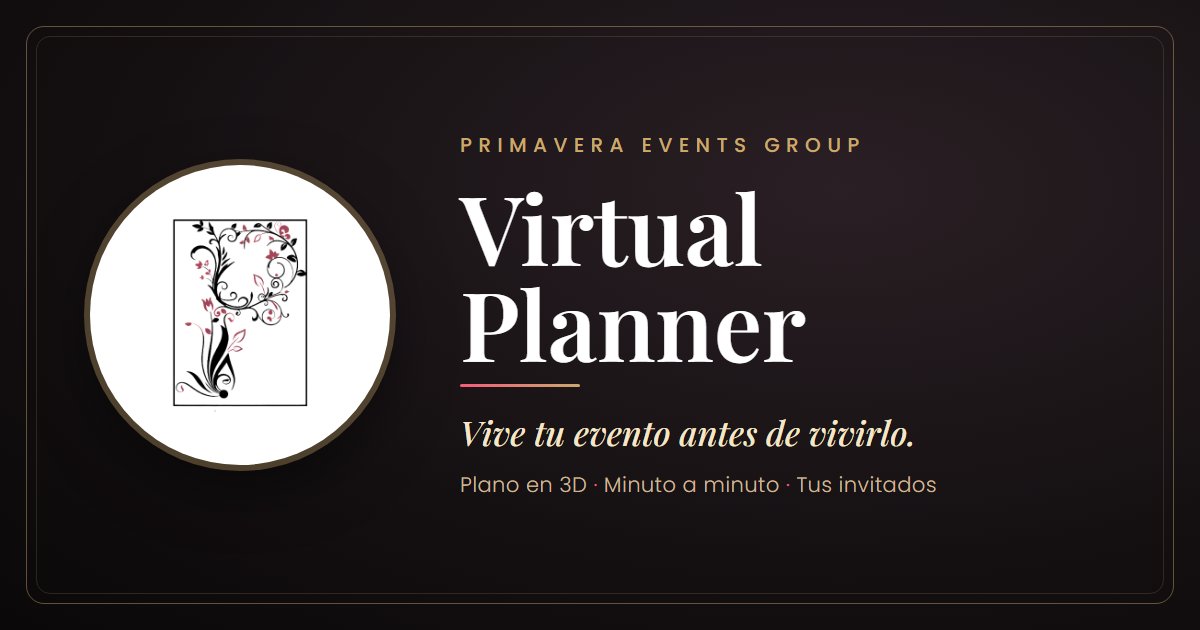 PRIMAVERA EVENTS GROUP
Virtual
Planner
Vive tu evento antes de vivirlo.
Plano en 3D · Minuto a minuto · Tus invitados